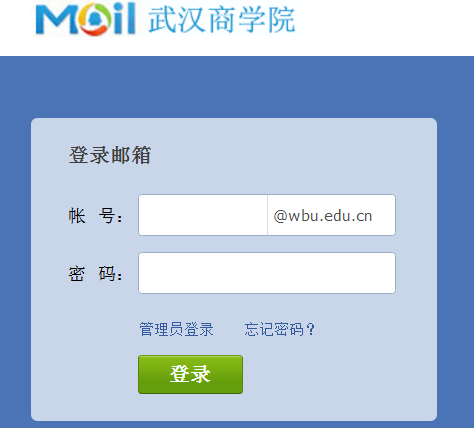 Mail 武汉商学院
登录邮箱
帐 号： @wbu.edu.cn
密 码：
管理员登录 忘记密码？
登录